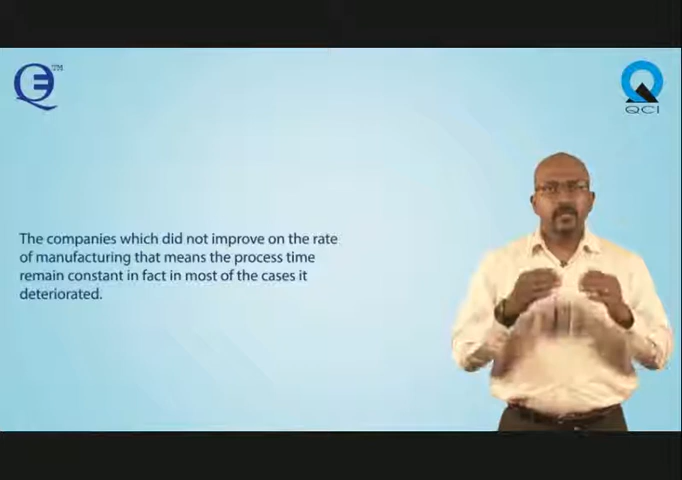 TM
QCI
The companies which did not improve on the rate
of manufacturing that means the process time
remain constant in fact in most of the cases it
deteriorated.